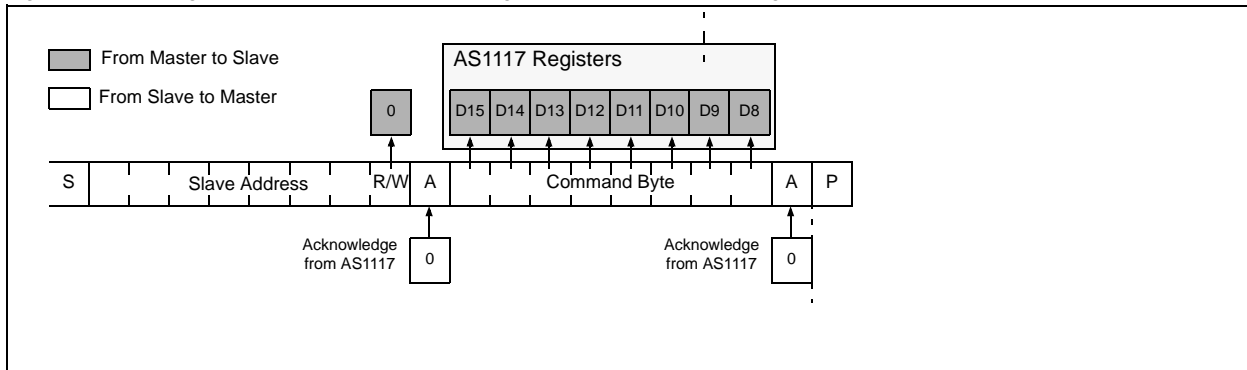 From Master to Slave
From Slave to Master
AS1117 Registers
0
D15 D14 D13 D12 D11 D10 D9 D8
S Slave Address R/W A Command Byte A P
Acknowledge
from AS1117
0
Acknowledge
from AS1117
0